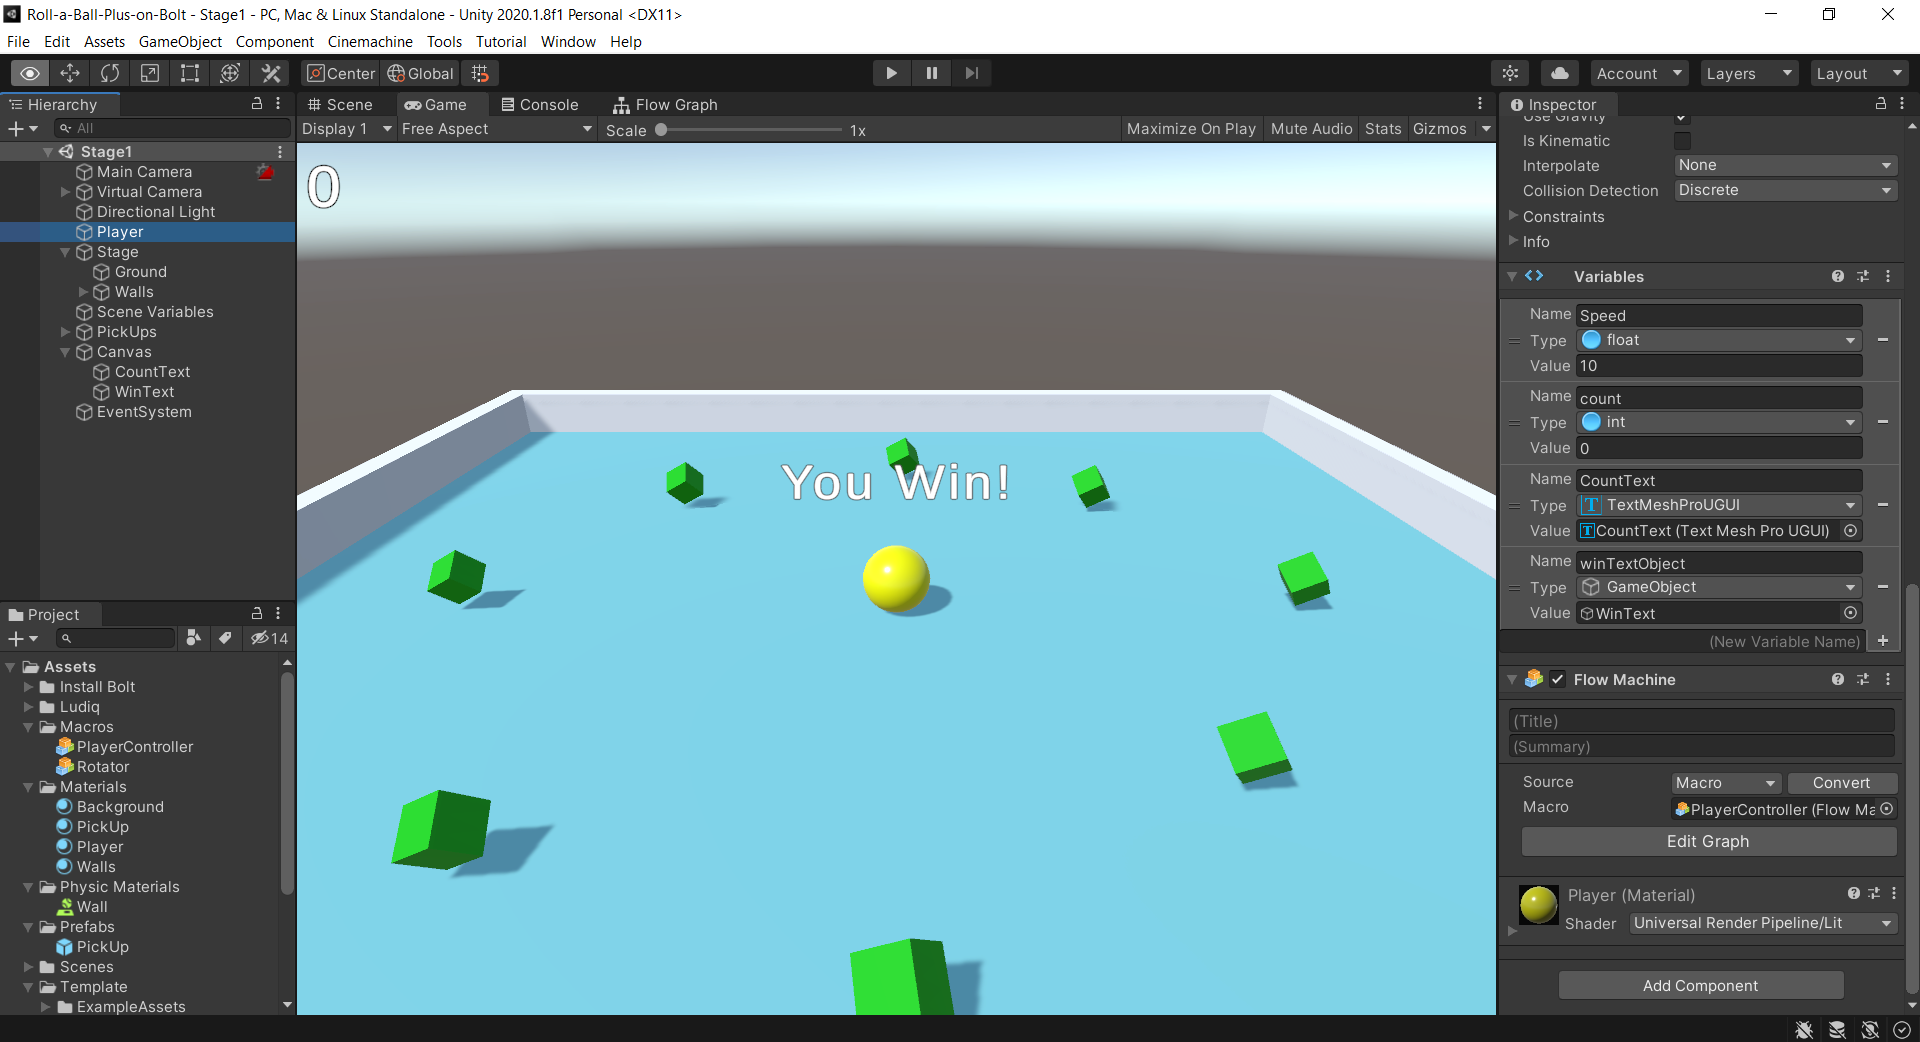 Roll-a-Ball-Plus-on-Bolt - Stage1 - PC, Mac & Linux Standalone - Unity 2020.1.8f1 Personal <DX11>
File Edit Assets GameObject Component Cinemachine Tools Tutorial Window Help
Center Global Account Layers Layout
Hierarchy
All
Stage1
Main Camera
Virtual Camera
Directional Light
Player
Stage
Ground
Walls
Scene Variables
PickUps
Canvas
CountText
WinText
EventSystem
Project
14
Assets
Install Bolt
Ludiq
Macros
PlayerController
Rotator
Materials
Background
PickUp
Player
Walls
Physic Materials
Wall
Prefabs
PickUp
Scenes
Template
ExampleAssets
Scene Game Console Flow Graph
Display 1 Free Aspect Scale 1x Maximize On Play Mute Audio Stats Gizmos
0
You Win!
Inspector
Use Gravity
Is Kinematic
Interpolate None
Collision Detection Discrete
Constraints
Info
Variables
Name Speed
Type float
Value 10
Name count
Type int
Value 0
Name CountText
Type TextMeshProUGUI
Value CountText (Text Mesh Pro UGUI)
Name winTextObject
Type GameObject
Value WinText
(New Variable Name)
Flow Machine
(Title)
(Summary)
Source Macro Convert
Macro PlayerController (Flow Ma
Edit Graph
Player (Material)
Shader Universal Render Pipeline/Lit
Add Component